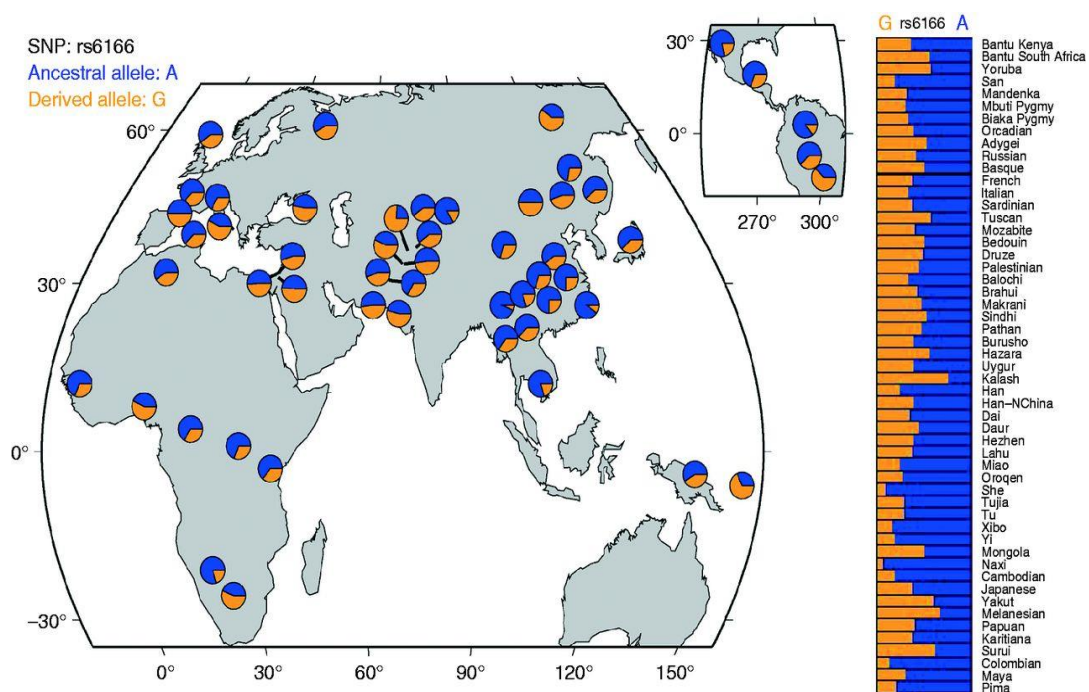 SNP: rs6166
Ancestral allele: A
Derived allele: G
60°
30°
0°
−30°
0°
30°
60°
90°
120°
150°
30°
0°
270°
300°
G rs6166 A
Bantu Kenya
Bantu South Africa
Yoruba
San
Mandenka
Mbuti Pygmy
Biaka Pygmy
Orcadian
Adygei
Russian
Basque
French
Italian
Sardinian
Tuscan
Mozabite
Bedouin
Druze
Palestinian
Balochi
Brahui
Makrani
Sindhi
Pathan
Burusho
Hazara
Uygur
Kalash
Han
Han−NChina
Dai
Daur
Hezhen
Lahu
Miao
Oroqen
She
Tujia
Tu
Xibo
Yi
Mongola
Naxi
Cambodian
Japanese
Yakut
Melanesian
Papuan
Karitiana
Surui
Colombian
Maya
Pima